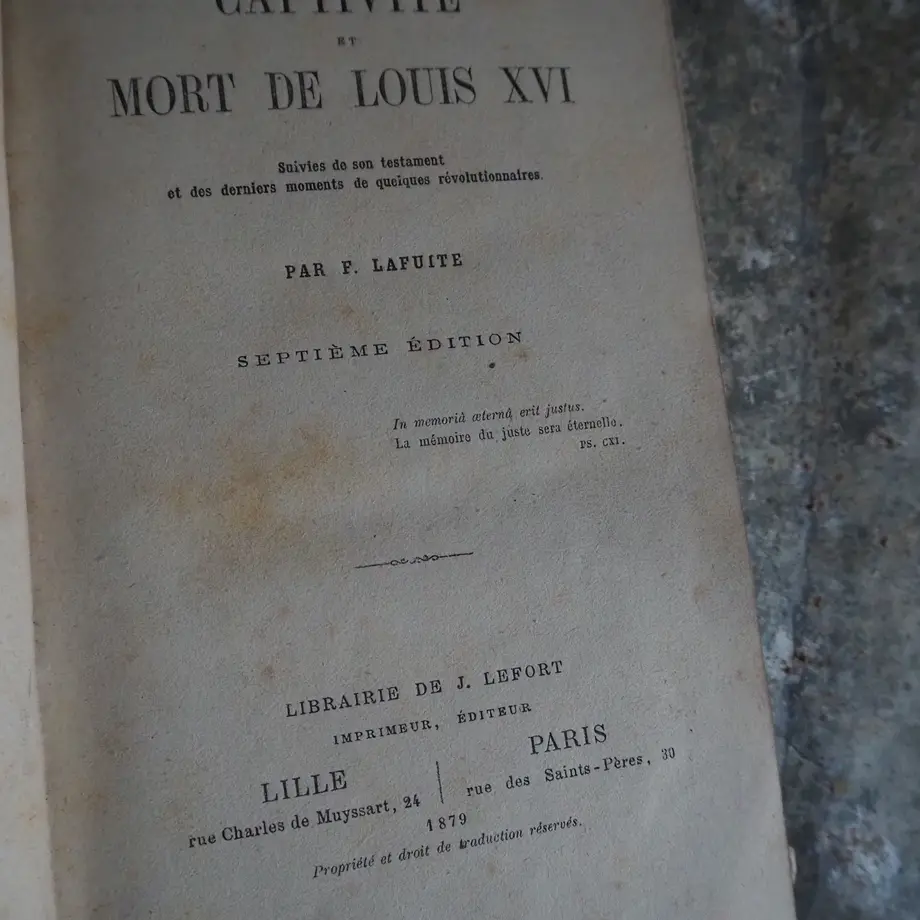 CAPTIVITÉ
ET
MORT DE LOUIS XVI
Suivies de son testament
et des derniers moments de quelques révolutionnaires.
PAR F. LAFUITE
SEPTIÈME ÉDITION
In memoriâ æternâ erit justus.
La mémoire du juste sera éternelle.
PS. CXI.
LIBRAIRIE DE J. LEFORT
IMPRIMEUR, ÉDITEUR
LILLE
rue Charles de Muyssart, 24
PARIS
rue des Saints-Pères, 30
1879
Propriété et droit de traduction réservés.